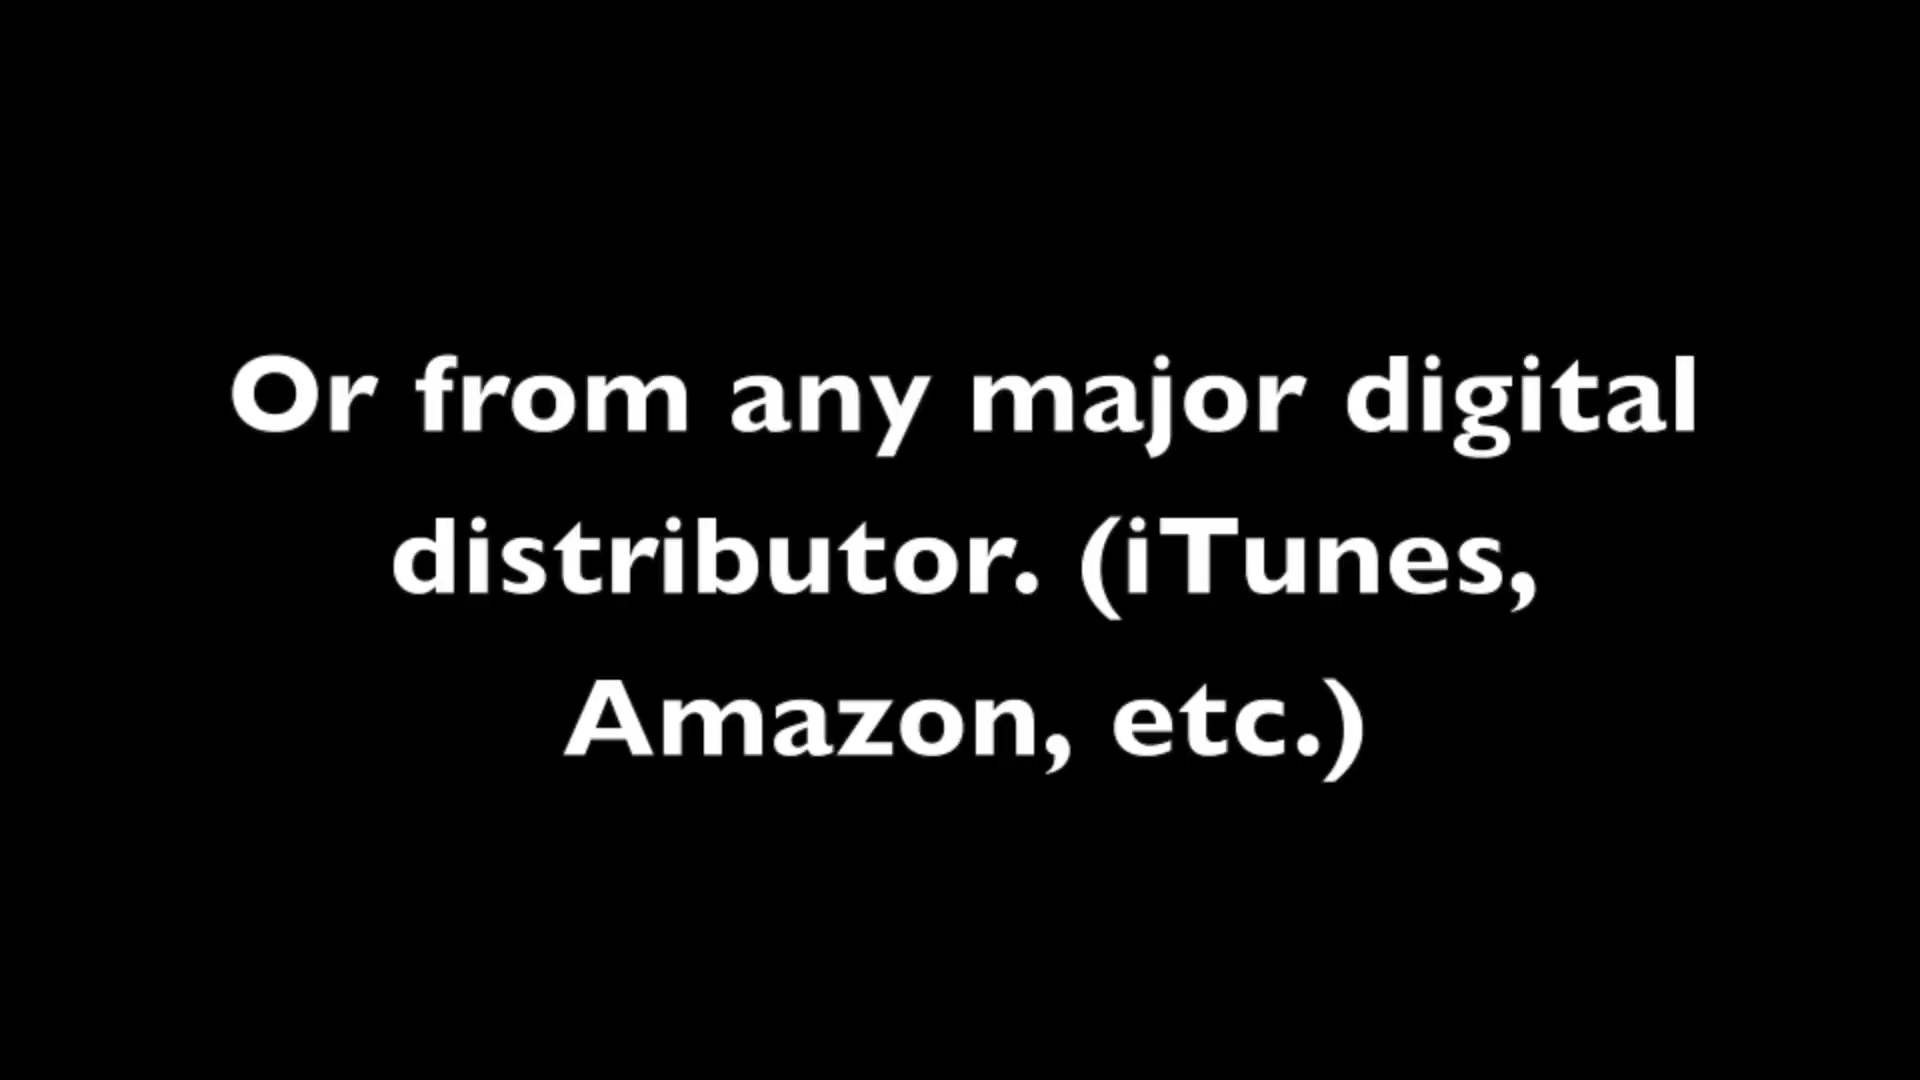 Or from any major digital
distributor. (iTunes,
Amazon, etc.)